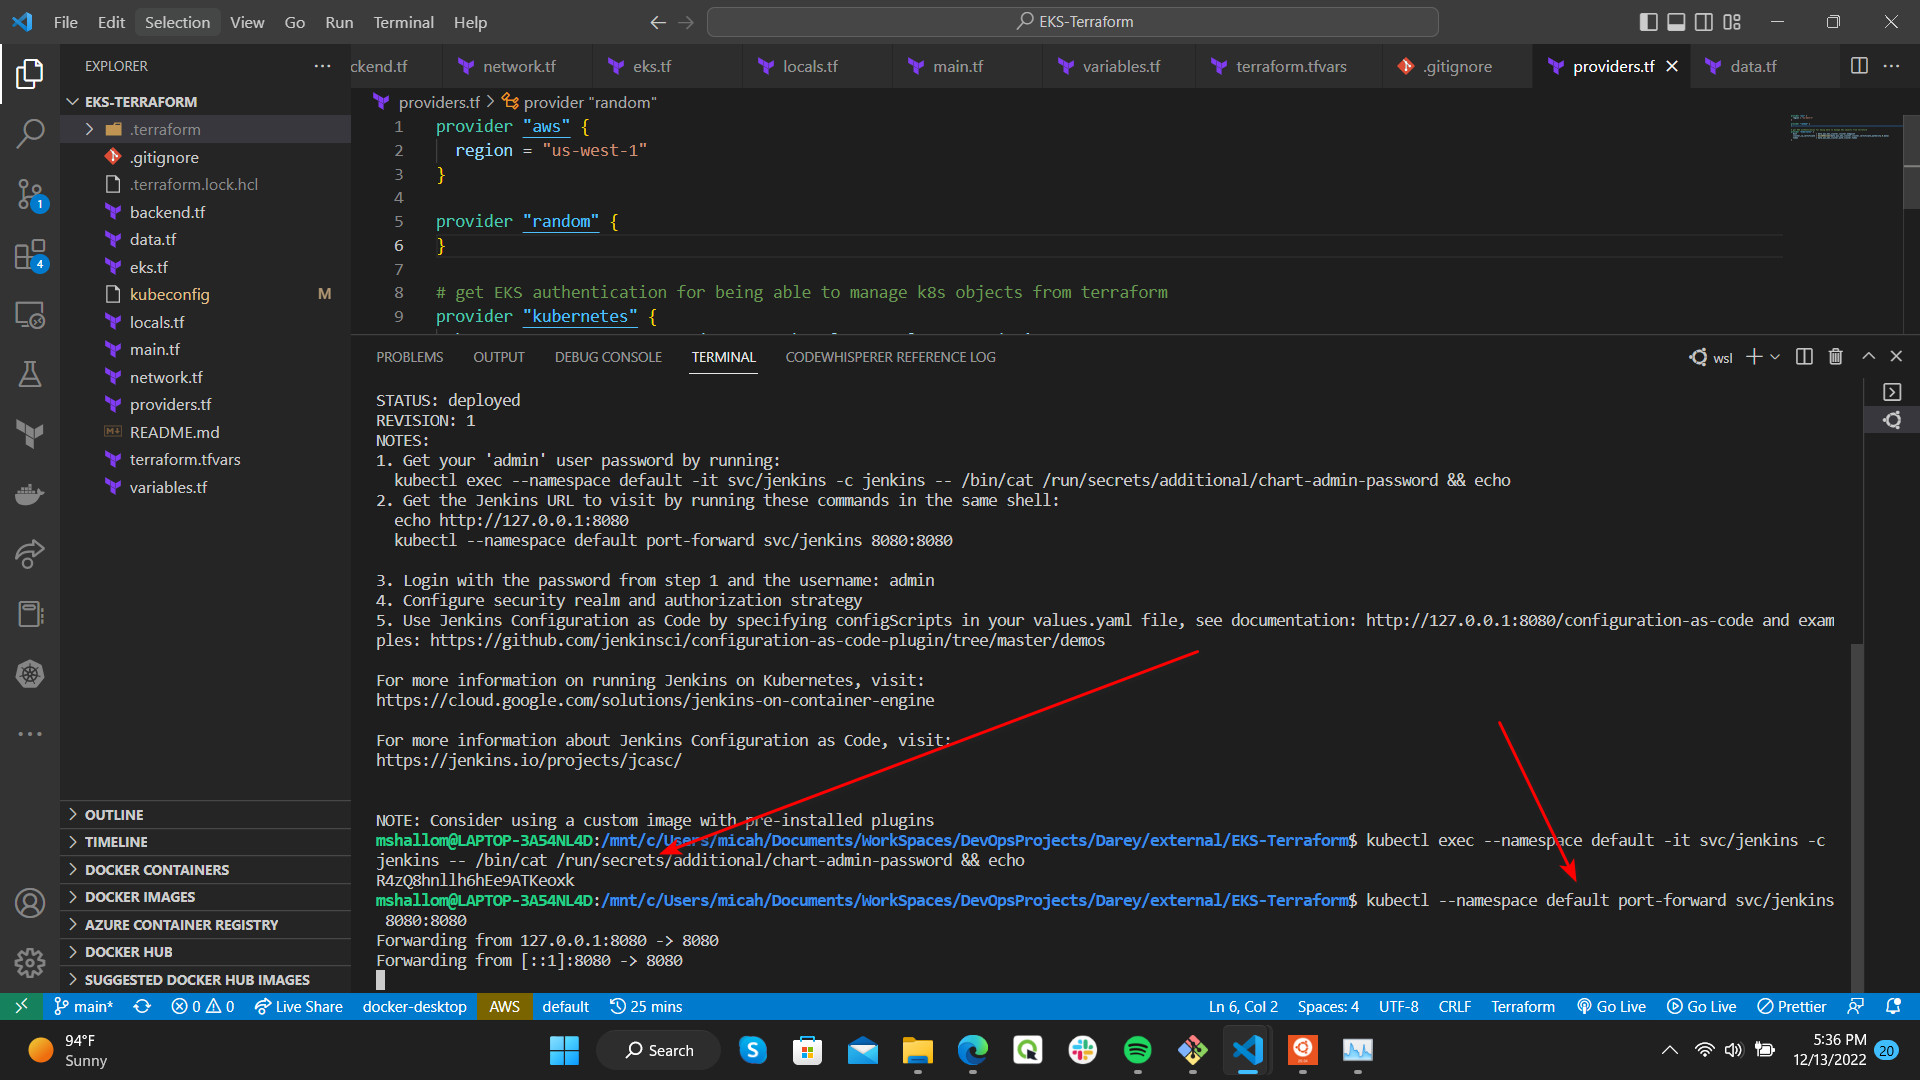 File Edit Selection View Go Run Terminal Help
EKS-Terraform
EXPLORER
ckend.tf network.tf eks.tf locals.tf main.tf variables.tf terraform.tfvars .gitignore providers.tf data.tf
EKS-TERRAFORM
.terraform
.gitignore
.terraform.lock.hcl
backend.tf
data.tf
eks.tf
kubeconfig M
locals.tf
main.tf
network.tf
providers.tf
README.md
terraform.tfvars
variables.tf
OUTLINE
TIMELINE
DOCKER CONTAINERS
DOCKER IMAGES
AZURE CONTAINER REGISTRY
DOCKER HUB
SUGGESTED DOCKER HUB IMAGES
1
4
providers.tf > provider "random"
1 provider "aws" {
2 region = "us-west-1"
3 }
4
5 provider "random" {
6 }
7
8 # get EKS authentication for being able to manage k8s objects from terraform
9 provider "kubernetes" {
PROBLEMS OUTPUT DEBUG CONSOLE TERMINAL CODEWHISPERER REFERENCE LOG
wsl
STATUS: deployed
REVISION: 1
NOTES:
1. Get your 'admin' user password by running:
kubectl exec --namespace default -it svc/jenkins -c jenkins -- /bin/cat /run/secrets/additional/chart-admin-password && echo
2. Get the Jenkins URL to visit by running these commands in the same shell:
echo http://127.0.0.1:8080
kubectl --namespace default port-forward svc/jenkins 8080:8080
3. Login with the password from step 1 and the username: admin
4. Configure security realm and authorization strategy
5. Use Jenkins Configuration as Code by specifying configScripts in your values.yaml file, see documentation: http://127.0.0.1:8080/configuration-as-code and exam
ples: https://github.com/jenkinsci/configuration-as-code-plugin/tree/master/demos
For more information on running Jenkins on Kubernetes, visit:
https://cloud.google.com/solutions/jenkins-on-container-engine
For more information about Jenkins Configuration as Code, visit:
https://jenkins.io/projects/jcasc/
NOTE: Consider using a custom image with pre-installed plugins
mshallom@LAPTOP-3A54NL4D:/mnt/c/Users/micah/Documents/WorkSpaces/DevOpsProjects/Darey/external/EKS-Terraform$ kubectl exec --namespace default -it svc/jenkins -c
jenkins -- /bin/cat /run/secrets/additional/chart-admin-password && echo
R4zQ8hnllh6hEe9ATKeoxk
mshallom@LAPTOP-3A54NL4D:/mnt/c/Users/micah/Documents/WorkSpaces/DevOpsProjects/Darey/external/EKS-Terraform$ kubectl --namespace default port-forward svc/jenkins
8080:8080
Forwarding from 127.0.0.1:8080 -> 8080
Forwarding from [::1]:8080 -> 8080
main* 0 0 Live Share docker-desktop AWS default 25 mins Ln 6, Col 2 Spaces: 4 UTF-8 CRLF Terraform Go Live Go Live Prettier
94°F
Sunny
Search
5:36 PM
12/13/2022
20